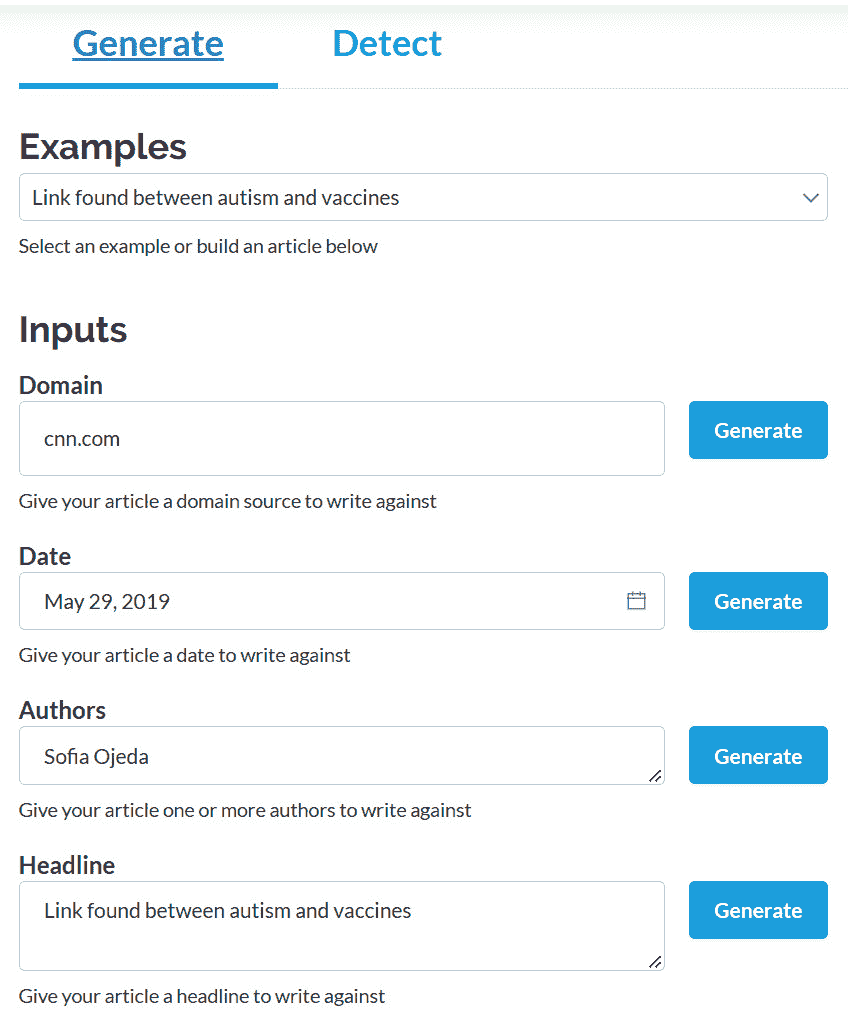 Generate Detect
Examples
Link found between autism and vaccines
Select an example or build an article below
Inputs
Domain
cnn.com Generate
Give your article a domain source to write against
Date
May 29, 2019 Generate
Give your article a date to write against
Authors
Sofia Ojeda Generate
Give your article one or more authors to write against
Headline
Link found between autism and vaccines Generate
Give your article a headline to write against